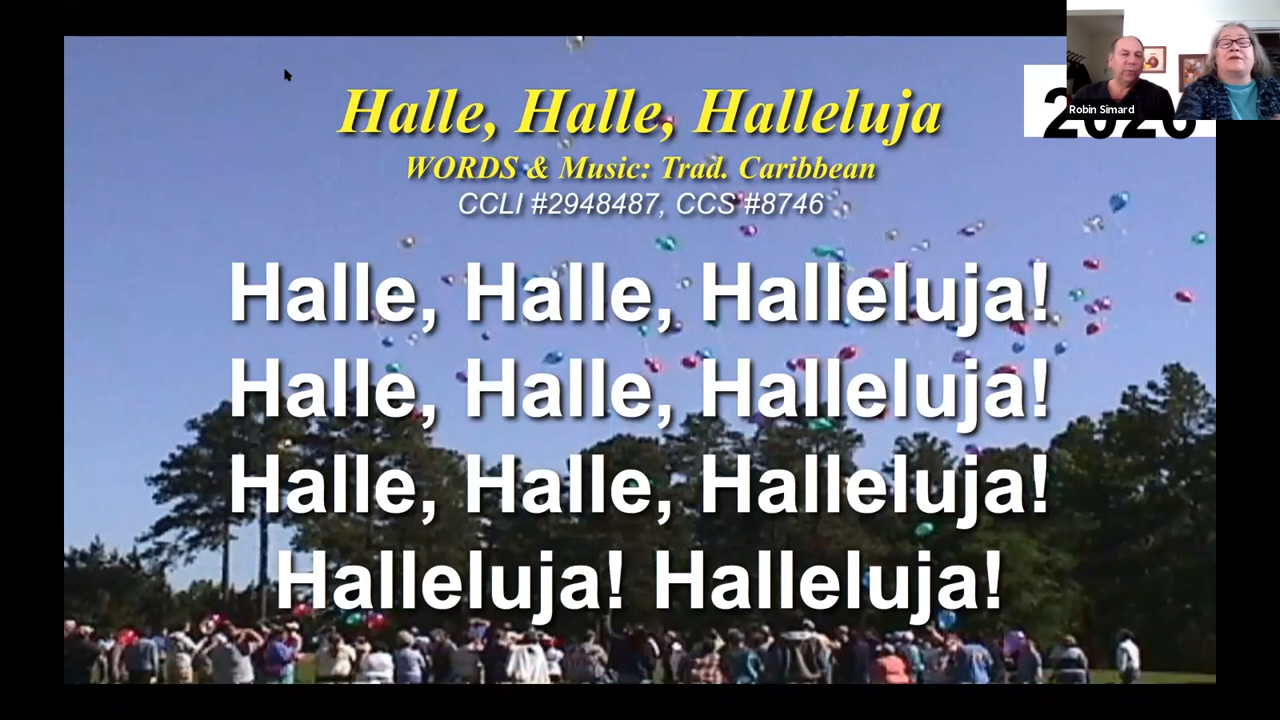 Halle, Halle, Halleluja
WORDS & Music: Trad. Caribbean
CCLI #2948487, CCS #8746
Robin Simard
Halle, Halle, Halleluja!
Halle, Halle, Halleluja!
Halle, Halle, Halleluja!
Halleluja! Halleluja!